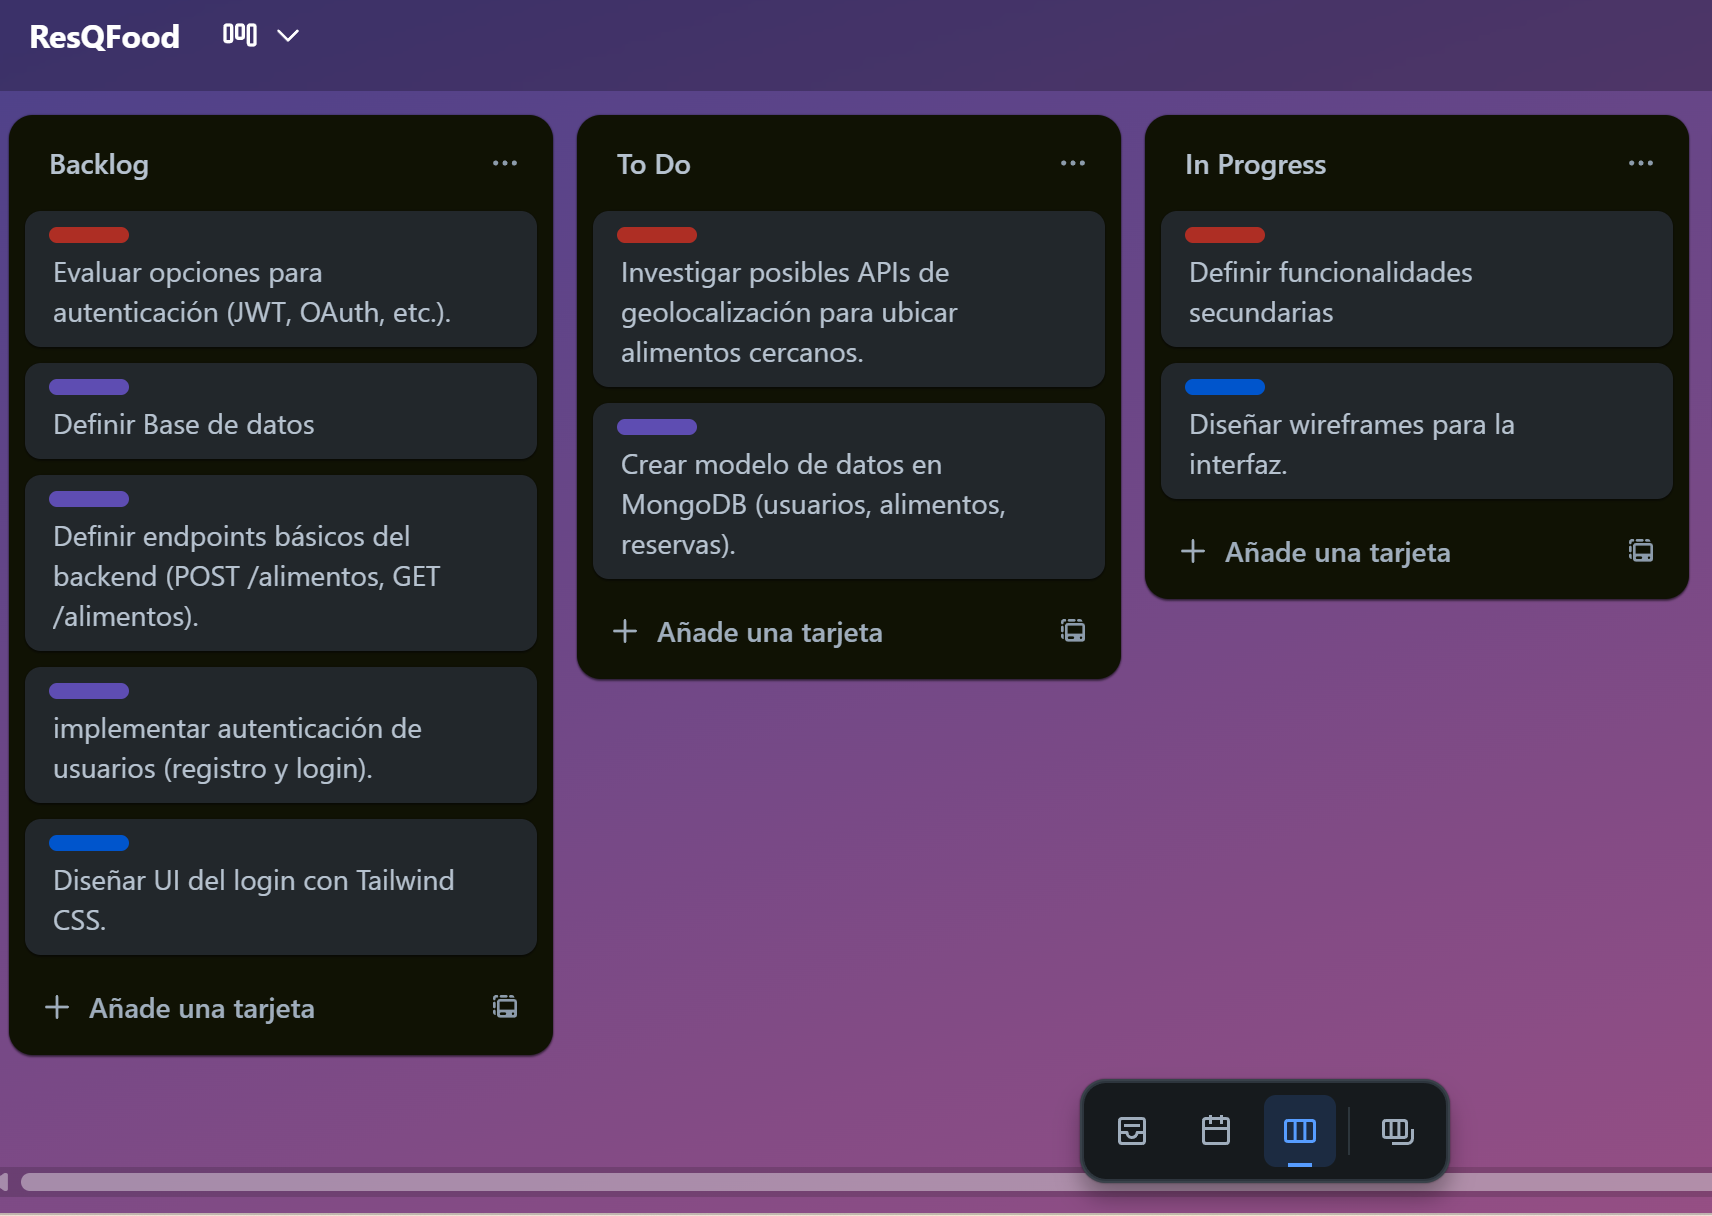 ResQFood
Backlog
Evaluar opciones para
autenticación (JWT, OAuth, etc.).
Definir Base de datos
Definir endpoints básicos del
backend (POST /alimentos, GET
/alimentos).
implementar autenticación de
usuarios (registro y login).
Diseñar UI del login con Tailwind
CSS.
Añade una tarjeta
To Do
Investigar posibles APIs de
geolocalización para ubicar
alimentos cercanos.
Crear modelo de datos en
MongoDB (usuarios, alimentos,
reservas).
Añade una tarjeta
In Progress
Definir funcionalidades
secundarias
Diseñar wireframes para la
interfaz.
Añade una tarjeta